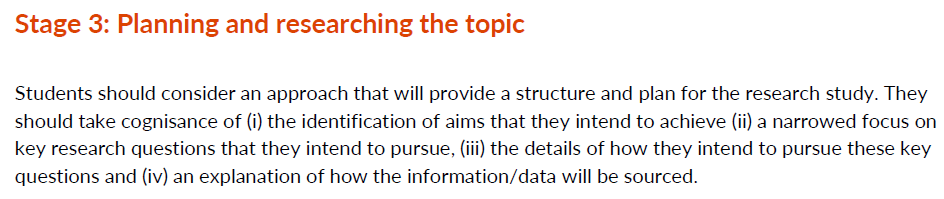 Stage 3: Planning and researching the topic
Students should consider an approach that will provide a structure and plan for the research study. They
should take cognisance of (i) the identification of aims that they intend to achieve (ii) a narrowed focus on
key research questions that they intend to pursue, (iii) the details of how they intend to pursue these key
questions and (iv) an explanation of how the information/data will be sourced.